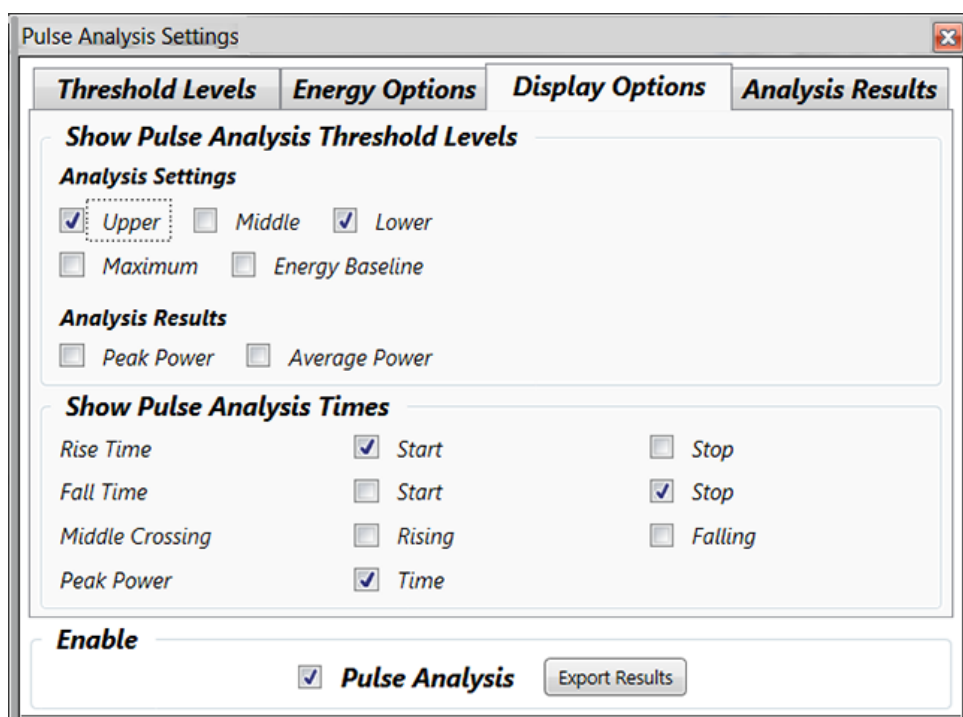 Pulse Analysis Settings
Threshold Levels Energy Options Display Options Analysis Results
Show Pulse Analysis Threshold Levels
Analysis Settings
Upper Middle Lower
Maximum Energy Baseline
Analysis Results
Peak Power Average Power
Show Pulse Analysis Times
Rise Time Start Stop
Fall Time Start Stop
Middle Crossing Rising Falling
Peak Power Time
Enable
Pulse Analysis Export Results